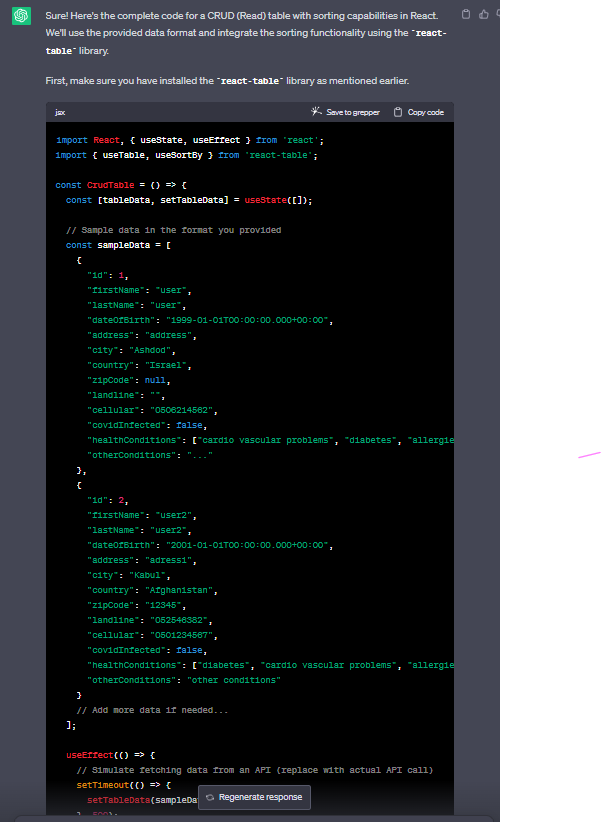 Sure! Here's the complete code for a CRUD (Read) table with sorting capabilities in React.
We'll use the provided data format and integrate the sorting functionality using the `react-
table` library.
First, make sure you have installed the `react-table` library as mentioned earlier.
jsx Save to grepper Copy code
import React, { useState, useEffect } from 'react';
import { useTable, useSortBy } from 'react-table';
const CrudTable = () => {
const [tableData, setTableData] = useState([]);
// Sample data in the format you provided
const sampleData = [
{
"id": 1,
"firstName": "user",
"lastName": "user",
"dateOfBirth": "1999-01-01T00:00:00.000+00:00",
"address": "address",
"city": "Ashdod",
"country": "Israel",
"zipCode": null,
"landline": "",
"cellular": "0506214562",
"covidInfected": false,
"healthConditions": ["cardio vascular problems", "diabetes", "allergie
"otherConditions": "..."
},
{
"id": 2,
"firstName": "user2",
"lastName": "user2",
"dateOfBirth": "2001-01-01T00:00:00.000+00:00",
"address": "adress1",
"city": "Kabul",
"country": "Afghanistan",
"zipCode": "12345",
"landline": "052546382",
"cellular": "0501234567",
"covidInfected": false,
"healthConditions": ["diabetes", "cardio vascular problems", "allergie
"otherConditions": "other conditions"
}
// Add more data if needed...
];
useEffect(() => {
// Simulate fetching data from an API (replace with actual API call)
setTimeout(() => {
setTableData(sampleDa
Regenerate response